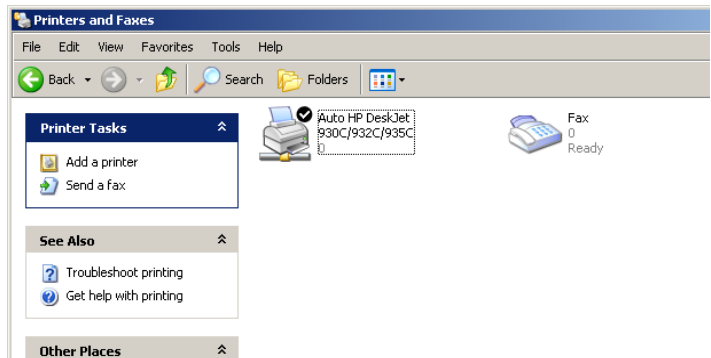 Printers and Faxes
File Edit View Favorites Tools Help
Back Search Folders
Printer Tasks
Add a printer
Send a fax
See Also
Troubleshoot printing
Get help with printing
Other Places
Auto HP DeskJet
930C/932C/935C
0
Fax
0
Ready